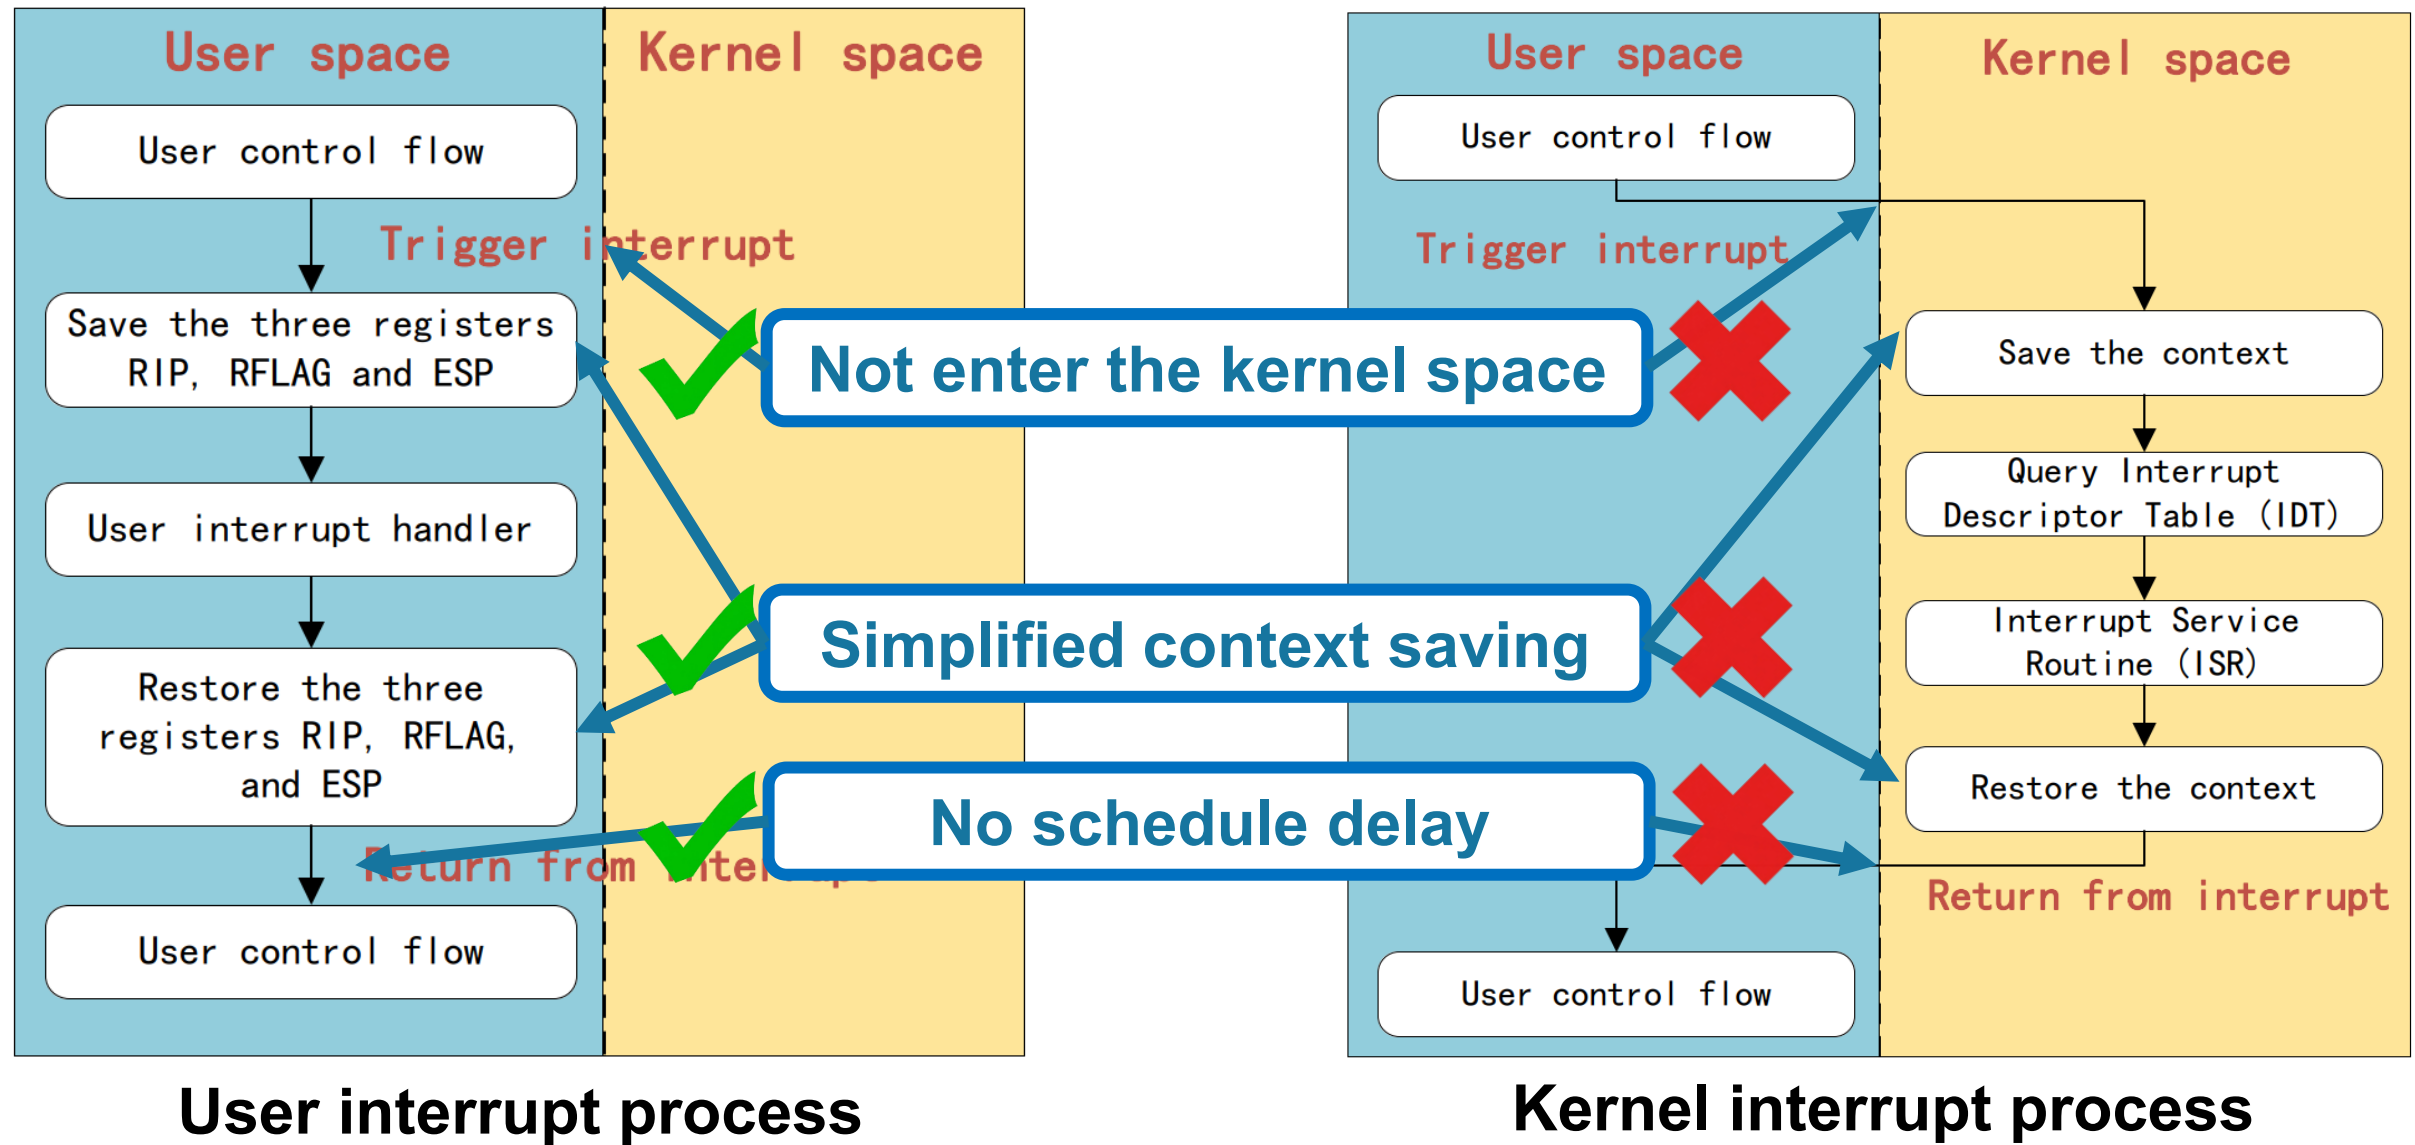 User space
Kernel space
User control flow
Trigger interrupt
Save the three registers
RIP, RFLAG and ESP
User interrupt handler
Restore the three
registers RIP, RFLAG,
and ESP
Return from interrupt
User control flow
User interrupt process
Not enter the kernel space
Simplified context saving
No schedule delay
User space
Kernel space
User control flow
Trigger interrupt
Save the context
Query Interrupt
Descriptor Table (IDT)
Interrupt Service
Routine (ISR)
Restore the context
Return from interrupt
User control flow
Kernel interrupt process